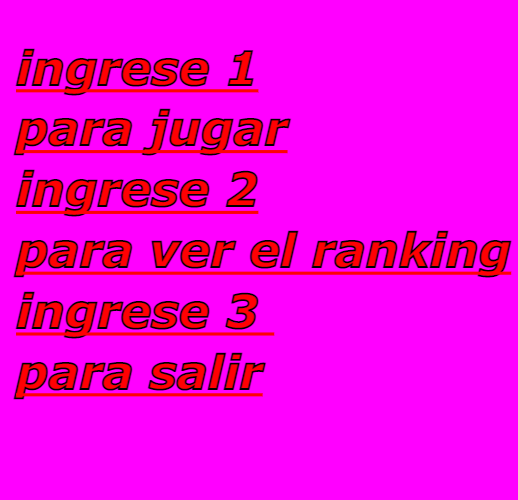 ingrese 1
para jugar
ingrese 2
para ver el ranking
ingrese 3
para salir